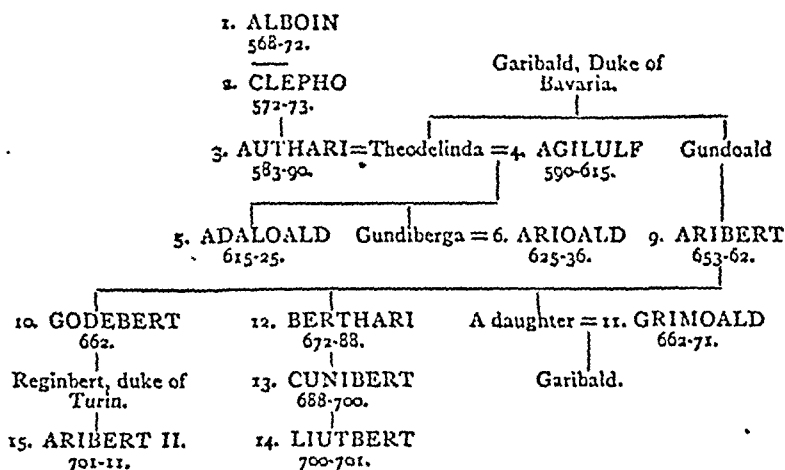 1. ALBOIN
568-72.
2. CLEPHO
572-73.
Garibald, Duke of
Bavaria.
3. AUTHARI=Theodelinda=4. AGILULF Gundoald
583-90. 590-615.
5. ADALOALD Gundiberga=6. ARIOALD 9. ARIBERT
615-25. 625-36. 653-62.
10. GODEBERT 12. BERTHARI A daughter=11. GRIMOALD
662. 672-88. 662-71.
Reginbert, duke of 13. CUNIBERT Garibald.
Turin. 688-700.
15. ARIBERT II. 14. LIUTBERT
701-11. 700-701.